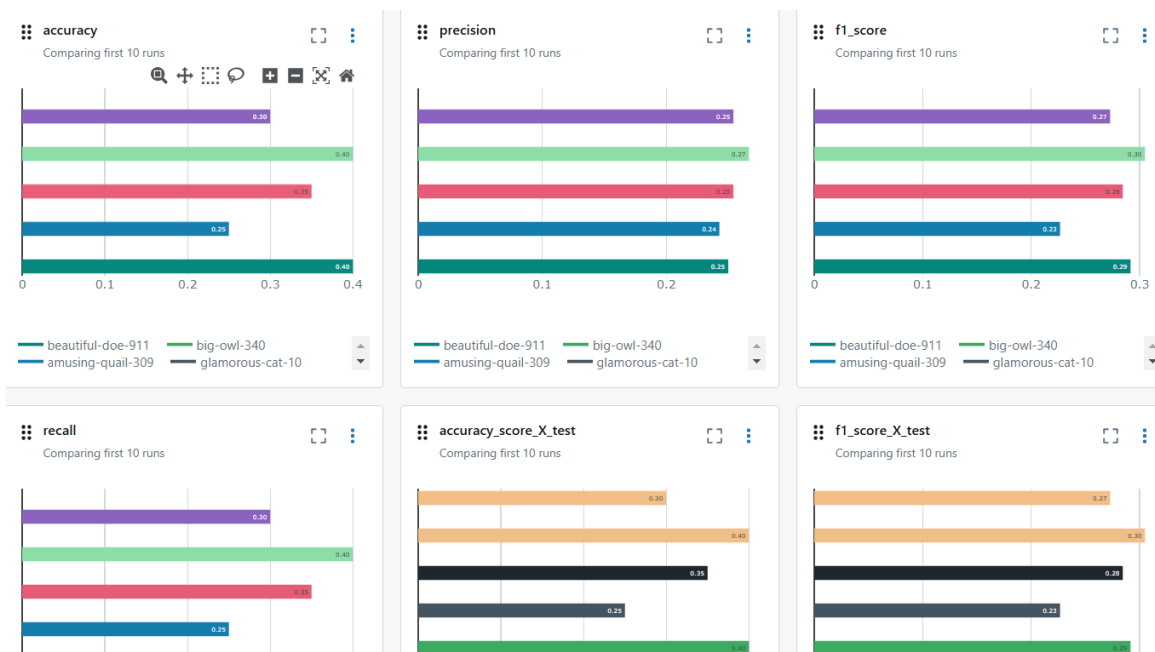 accuracy
Comparing first 10 runs
0.30
0.40
0.35
0.25
0.40
0 0.1 0.2 0.3 0.4
beautiful-doe-911 big-owl-340
amusing-quail-309 glamorous-cat-10
precision
Comparing first 10 runs
0.25
0.27
0.25
0.24
0.25
0 0.1 0.2
beautiful-doe-911 big-owl-340
amusing-quail-309 glamorous-cat-10
f1_score
Comparing first 10 runs
0.27
0.30
0.28
0.23
0.29
0 0.1 0.2 0.3
beautiful-doe-911 big-owl-340
amusing-quail-309 glamorous-cat-10
recall
Comparing first 10 runs
0.30
0.40
0.35
0.25
accuracy_score_X_test
Comparing first 10 runs
0.30
0.40
0.35
0.25
0.40
f1_score_X_test
Comparing first 10 runs
0.27
0.30
0.28
0.23
0.29